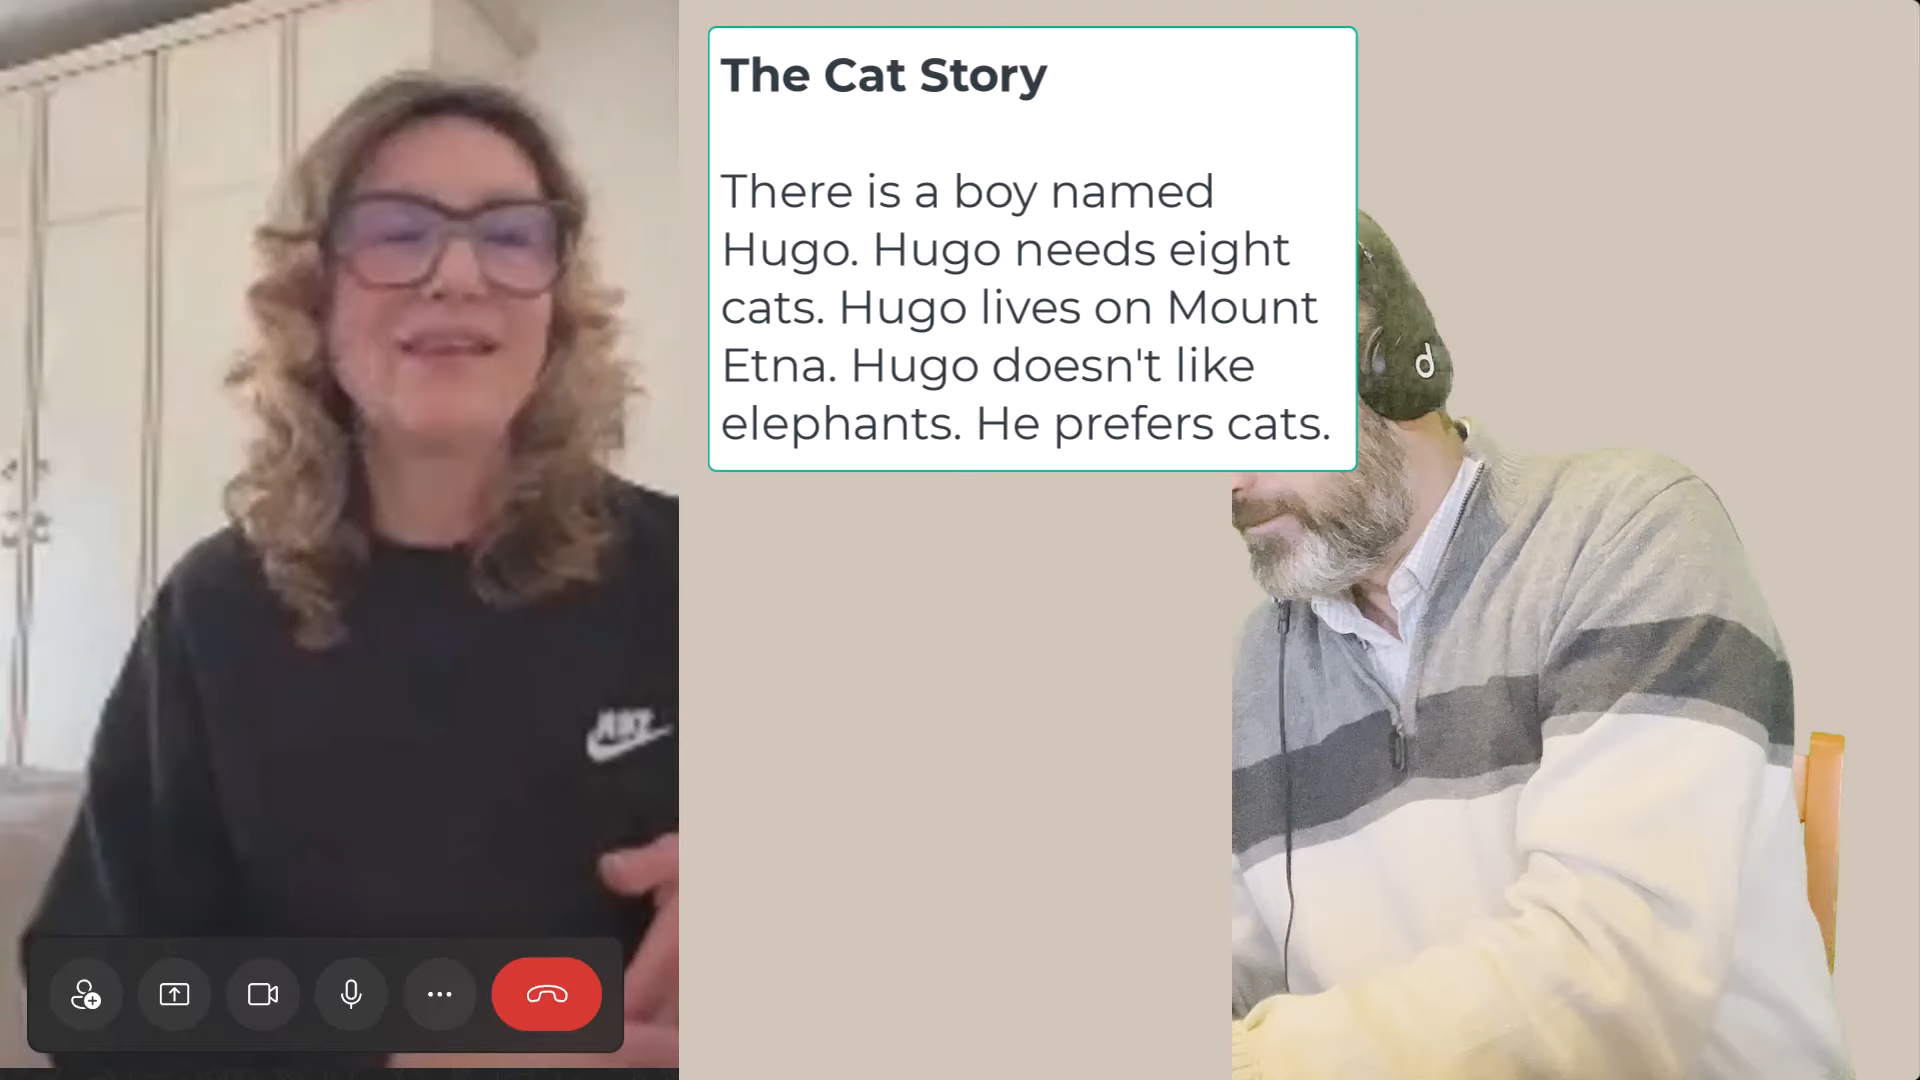 The Cat Story
There is a boy named
Hugo. Hugo needs eight
cats. Hugo lives on Mount
Etna. Hugo doesn't like
elephants. He prefers cats.
d
NIKE